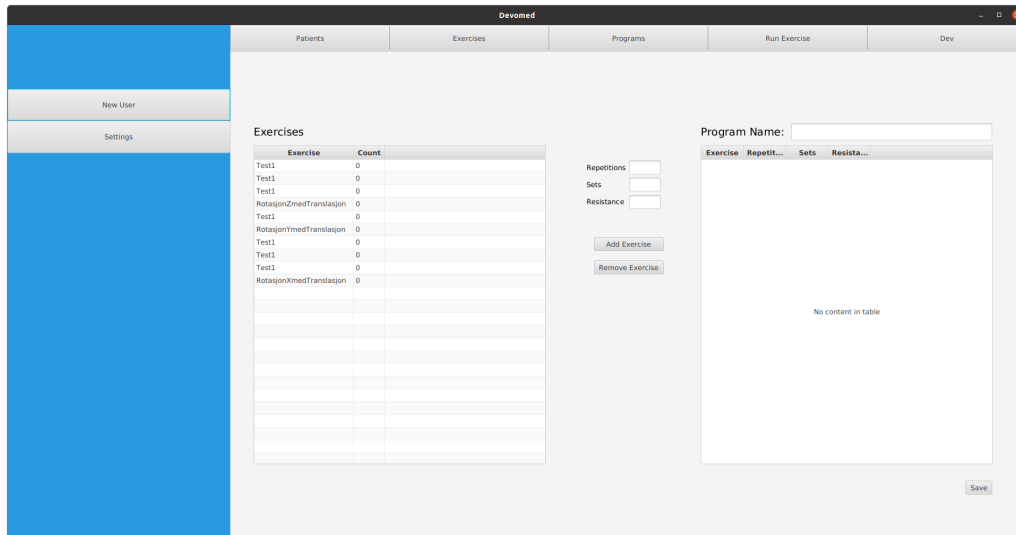 Devomed
Patients Exercises Programs Run Exercise Dev
New User
Settings
Exercises
Exercise Count
Test1 0
Test1 0
Test1 0
RotasjonZmedTranslasjon 0
Test1 0
RotasjonYmedTranslasjon 0
Test1 0
Test1 0
Test1 0
RotasjonXmedTranslasjon 0
Repetitions
Sets
Resistance
Add Exercise
Remove Exercise
Program Name:
Exercise Repetit... Sets Resista...
No content in table
Save